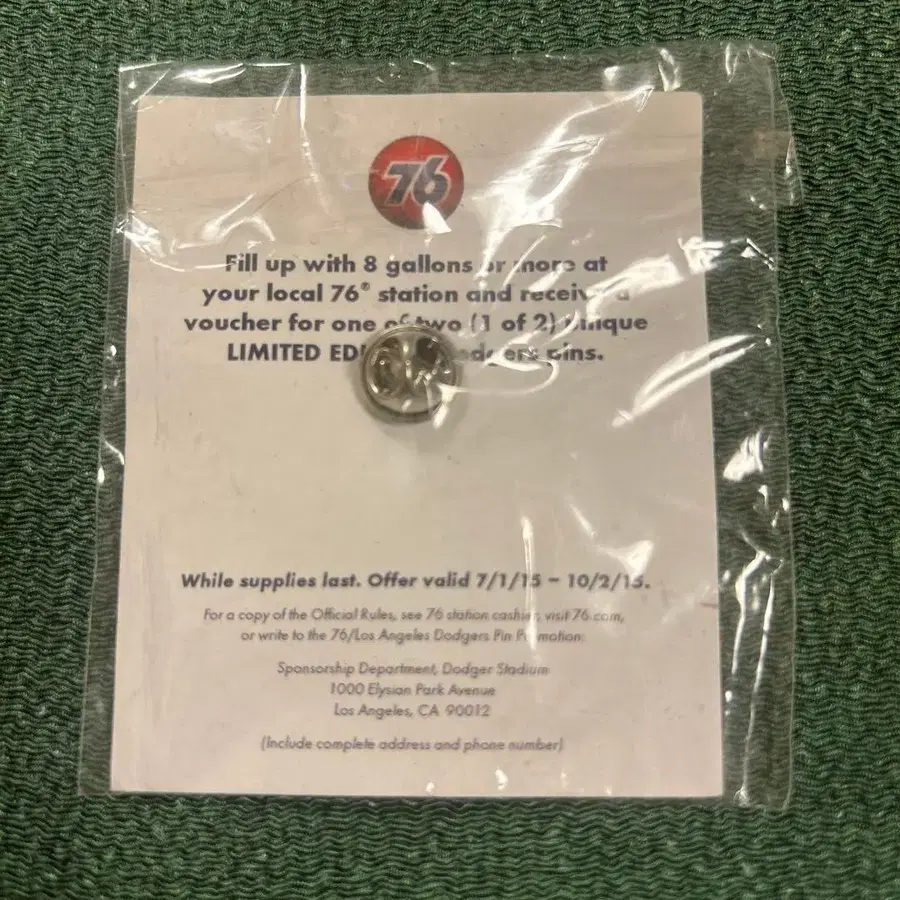 76
Fill up with 8 gallons or more at
your local 76® station and receive a
voucher for one of two (1 of 2) unique
LIMITED pins.
While supplies last. Offer valid 7/1/15 – 10/2/15.
For a copy of the Official Rules, see 76 station cashier, visit 76.com,
or write to the 76/Los Angeles Dodgers Pin Promotion:
Sponsorship Department, Dodger Stadium
1000 Elysian Park Avenue
Los Angeles, CA 90012
(Include complete address and phone number)